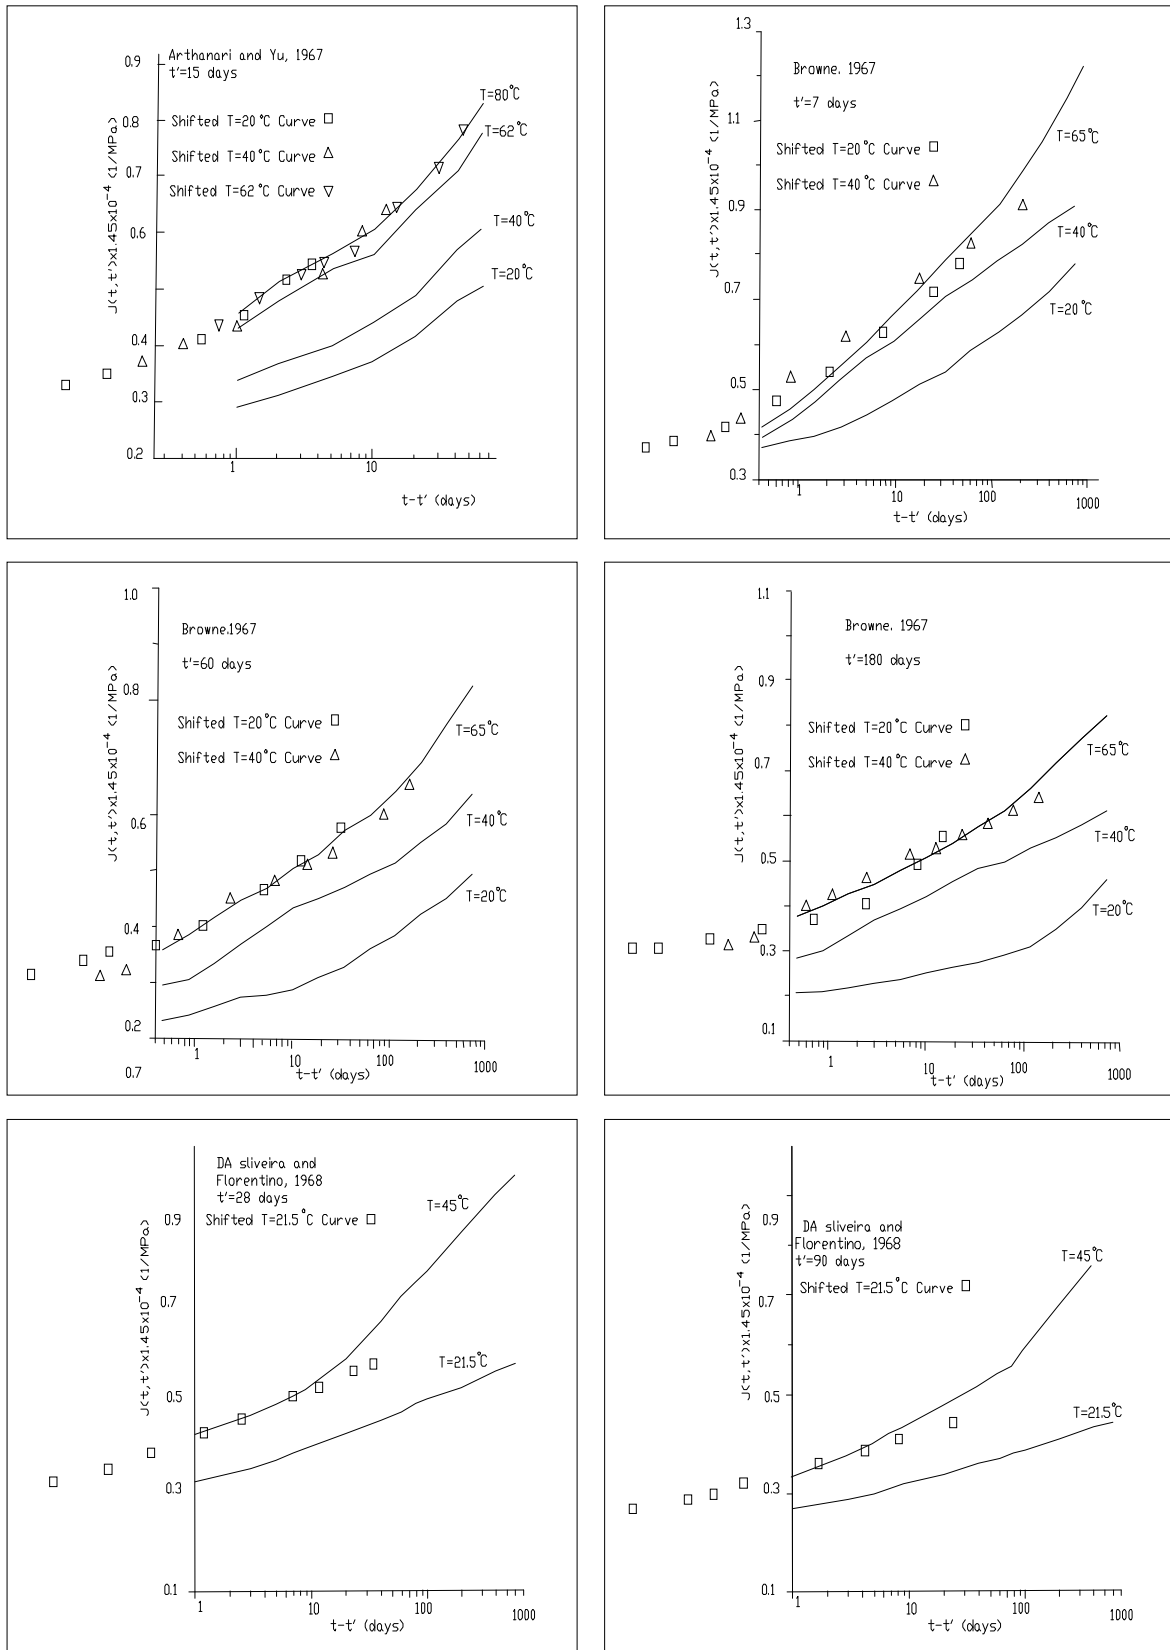 0.9
Arthanari and Yu, 1967
t'=15 days
T=80°C
J(t,t')x1.45x10⁻⁴ (1/MPa)
0.8
Shifted T=20°C Curve
T=62°C
Shifted T=40°C Curve
0.7
Shifted T=62°C Curve
0.6
T=40°C
T=20°C
0.4
0.3
0.2
1
10
t-t' (days)
1.3
Browne. 1967
t'=7 days
J(t,t')x1.45x10⁻⁴ (1/MPa)
1.1
T=65°C
Shifted T=20°C Curve
Shifted T=40°C Curve
0.9
T=40°C
0.7
T=20°C
0.5
0.3
1
10
100
1000
t-t' (days)
1.0
Browne.1967
t'=60 days
J(t,t')x1.45x10⁻⁴ (1/MPa)
0.8
Shifted T=20°C Curve
T=65°C
Shifted T=40°C Curve
0.6
T=40°C
T=20°C
0.4
0.2
1
10
100
1000
0.7
t-t' (days)
1.1
Browne. 1967
t'=180 days
J(t,t')x1.45x10⁻⁴ (1/MPa)
0.9
Shifted T=20°C Curve
T=65°C
Shifted T=40°C Curve
0.7
T=40°C
0.5
T=20°C
0.3
0.1
1
10
100
1000
t-t' (days)
DA sliveira and
Florentino, 1968
t'=28 days
T=45°C
0.9
Shifted T=21.5°C Curve
J(t,t')x1.45x10⁻⁴ (1/MPa)
0.7
T=21.5°C
0.5
0.3
0.1
1
10
100
1000
t-t' (days)
0.9
DA sliveira and
Florentino, 1968
t'=90 days
T=45°C
J(t,t')x1.45x10⁻⁴ (1/MPa)
Shifted T=21.5°C Curve
0.7
T=21.5°C
0.5
0.3
0.1
1
10
100
1000
t-t' (days)